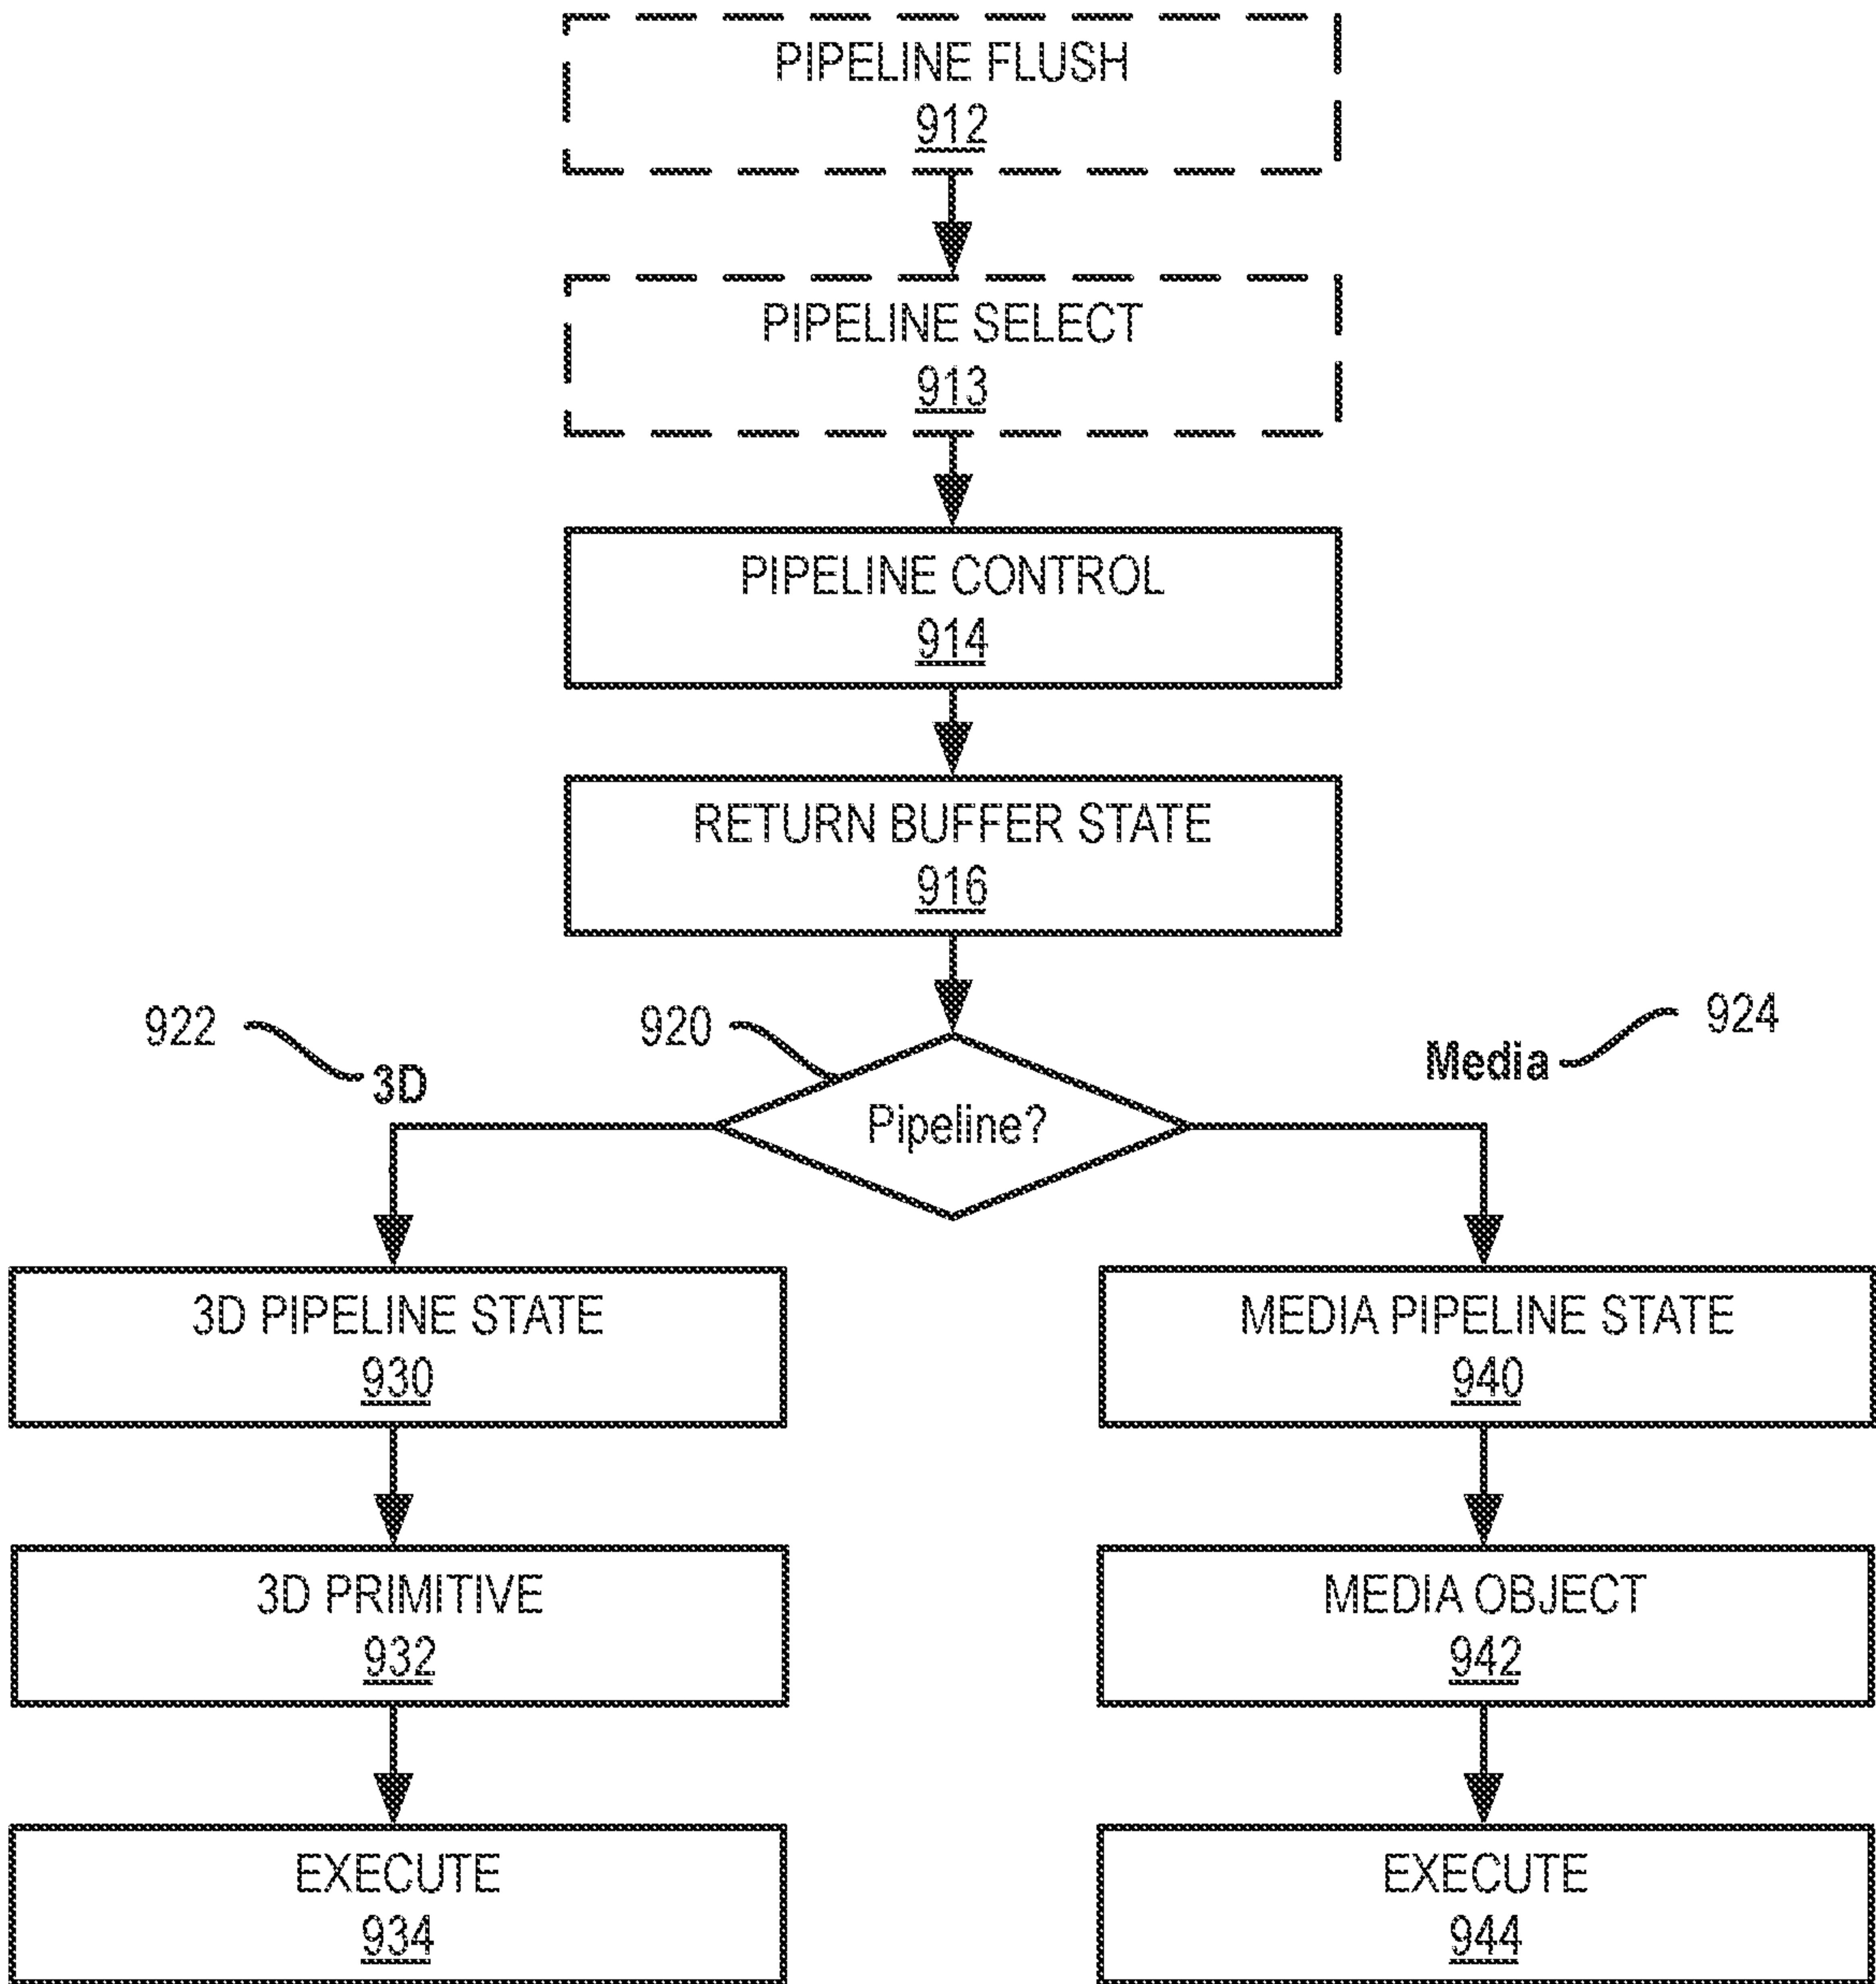 PIPELINE FLUSH
912
PIPELINE SELECT
913
PIPELINE CONTROL
914
RETURN BUFFER STATE
916
922
3D
920
Media
924
Pipeline?
3D PIPELINE STATE
930
MEDIA PIPELINE STATE
940
3D PRIMITIVE
932
MEDIA OBJECT
942
EXECUTE
934
EXECUTE
944